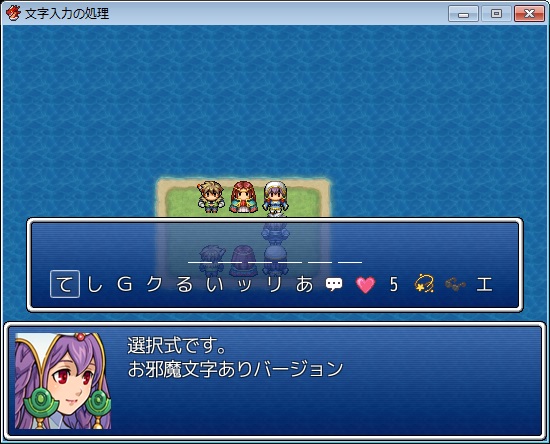 文字入力の処理
＿ ＿ ＿ ＿ ＿ ＿
て し G ク る い ッ リ あ 5 エ
選択式です。
お邪魔文字ありバージョン